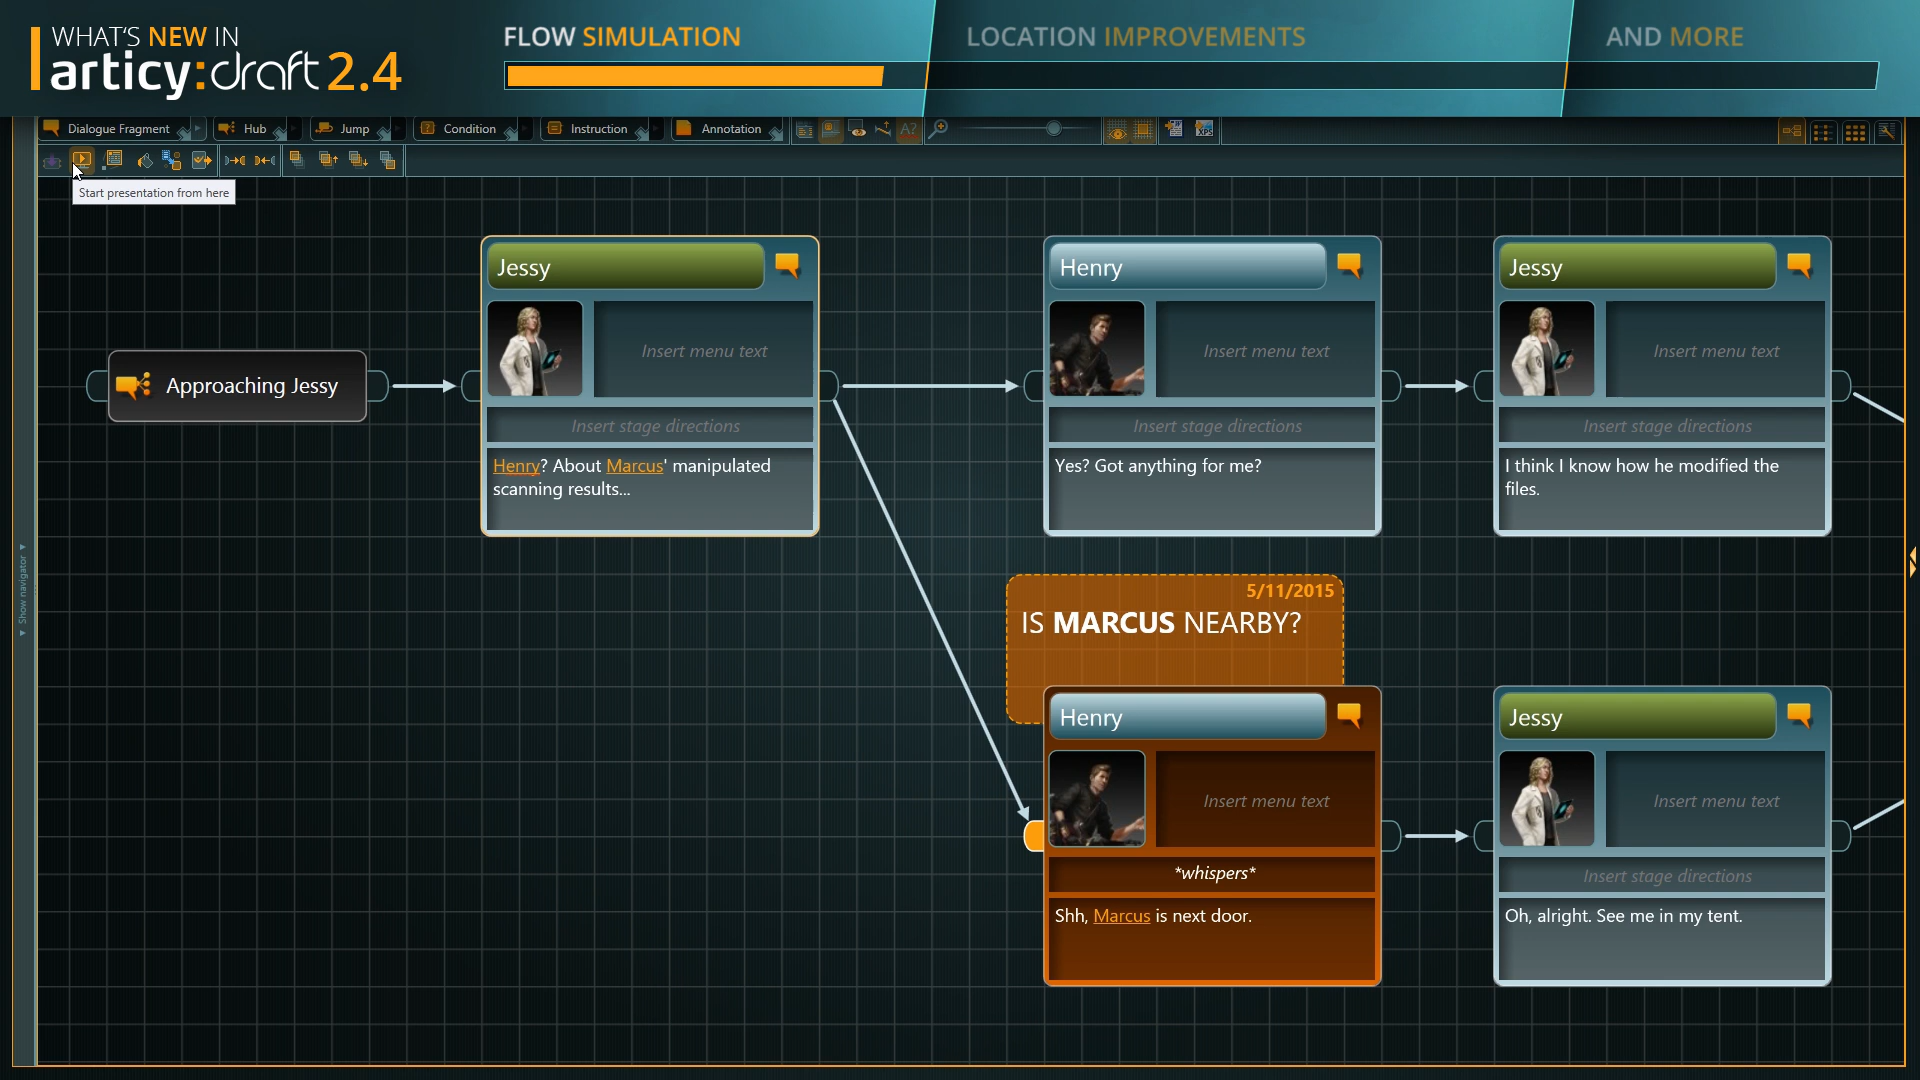 WHAT'S NEW IN
articy:draft 2.4
FLOW SIMULATION
LOCATION IMPROVEMENTS
AND MORE
Dialogue Fragment
Hub
Jump
Condition
Instruction
Annotation
A?
XPS
Start presentation from here
Show navigator
Approaching Jessy
Jessy
Insert menu text
Insert stage directions
Henry? About Marcus' manipulated
scanning results...
Henry
Insert menu text
Insert stage directions
Yes? Got anything for me?
Jessy
Insert menu text
Insert stage directions
I think I know how he modified the
files.
5/11/2015
IS MARCUS NEARBY?
Henry
Insert menu text
*whispers*
Shh, Marcus is next door.
Jessy
Insert menu text
Insert stage directions
Oh, alright. See me in my tent.